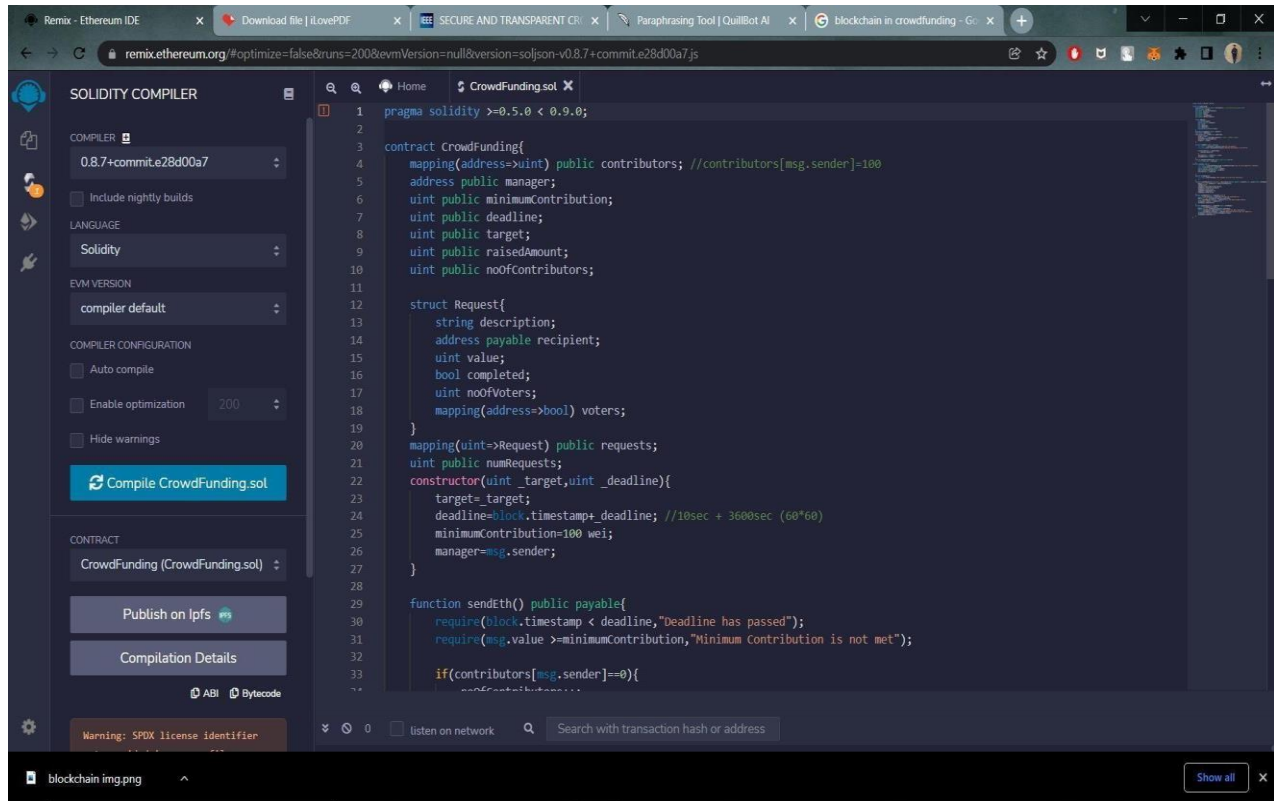 Remix - Ethereum IDE
Download file | iLovePDF
SECURE AND TRANSPARENT CR
Paraphrasing Tool | QuillBot AI
blockchain in crowdfunding - Go
remix.ethereum.org/#optimize=false&runs=200&evmVersion=null&version=soljson-v0.8.7+commit.e28d00a7.js
SOLIDITY COMPILER
COMPILER
0.8.7+commit.e28d00a7
Include nightly builds
LANGUAGE
Solidity
EVM VERSION
compiler default
COMPILER CONFIGURATION
Auto compile
Enable optimization 200
Hide warnings
Compile CrowdFunding.sol
CONTRACT
CrowdFunding (CrowdFunding.sol)
Publish on Ipfs
Compilation Details
ABI Bytecode
Warning: SPDX license identifier
Home CrowdFunding.sol
1 pragma solidity >=0.5.0 < 0.9.0;
2
3 contract CrowdFunding{
4 mapping(address=>uint) public contributors; //contributors[msg.sender]=100
5 address public manager;
6 uint public minimumContribution;
7 uint public deadline;
8 uint public target;
9 uint public raisedAmount;
10 uint public noOfContributors;
11
12 struct Request{
13 string description;
14 address payable recipient;
15 uint value;
16 bool completed;
17 uint noOfVoters;
18 mapping(address=>bool) voters;
19 }
20 mapping(uint=>Request) public requests;
21 uint public numRequests;
22 constructor(uint _target,uint _deadline){
23 target=_target;
24 deadline=block.timestamp+_deadline; //10sec + 3600sec (60*60)
25 minimumContribution=100 wei;
26 manager=msg.sender;
27 }
28
29 function sendEth() public payable{
30 require(block.timestamp < deadline,"Deadline has passed");
31 require(msg.value >=minimumContribution,"Minimum Contribution is not met");
32
33 if(contributors[msg.sender]==0){
0 listen on network Search with transaction hash or address
blockchain img.png
Show all